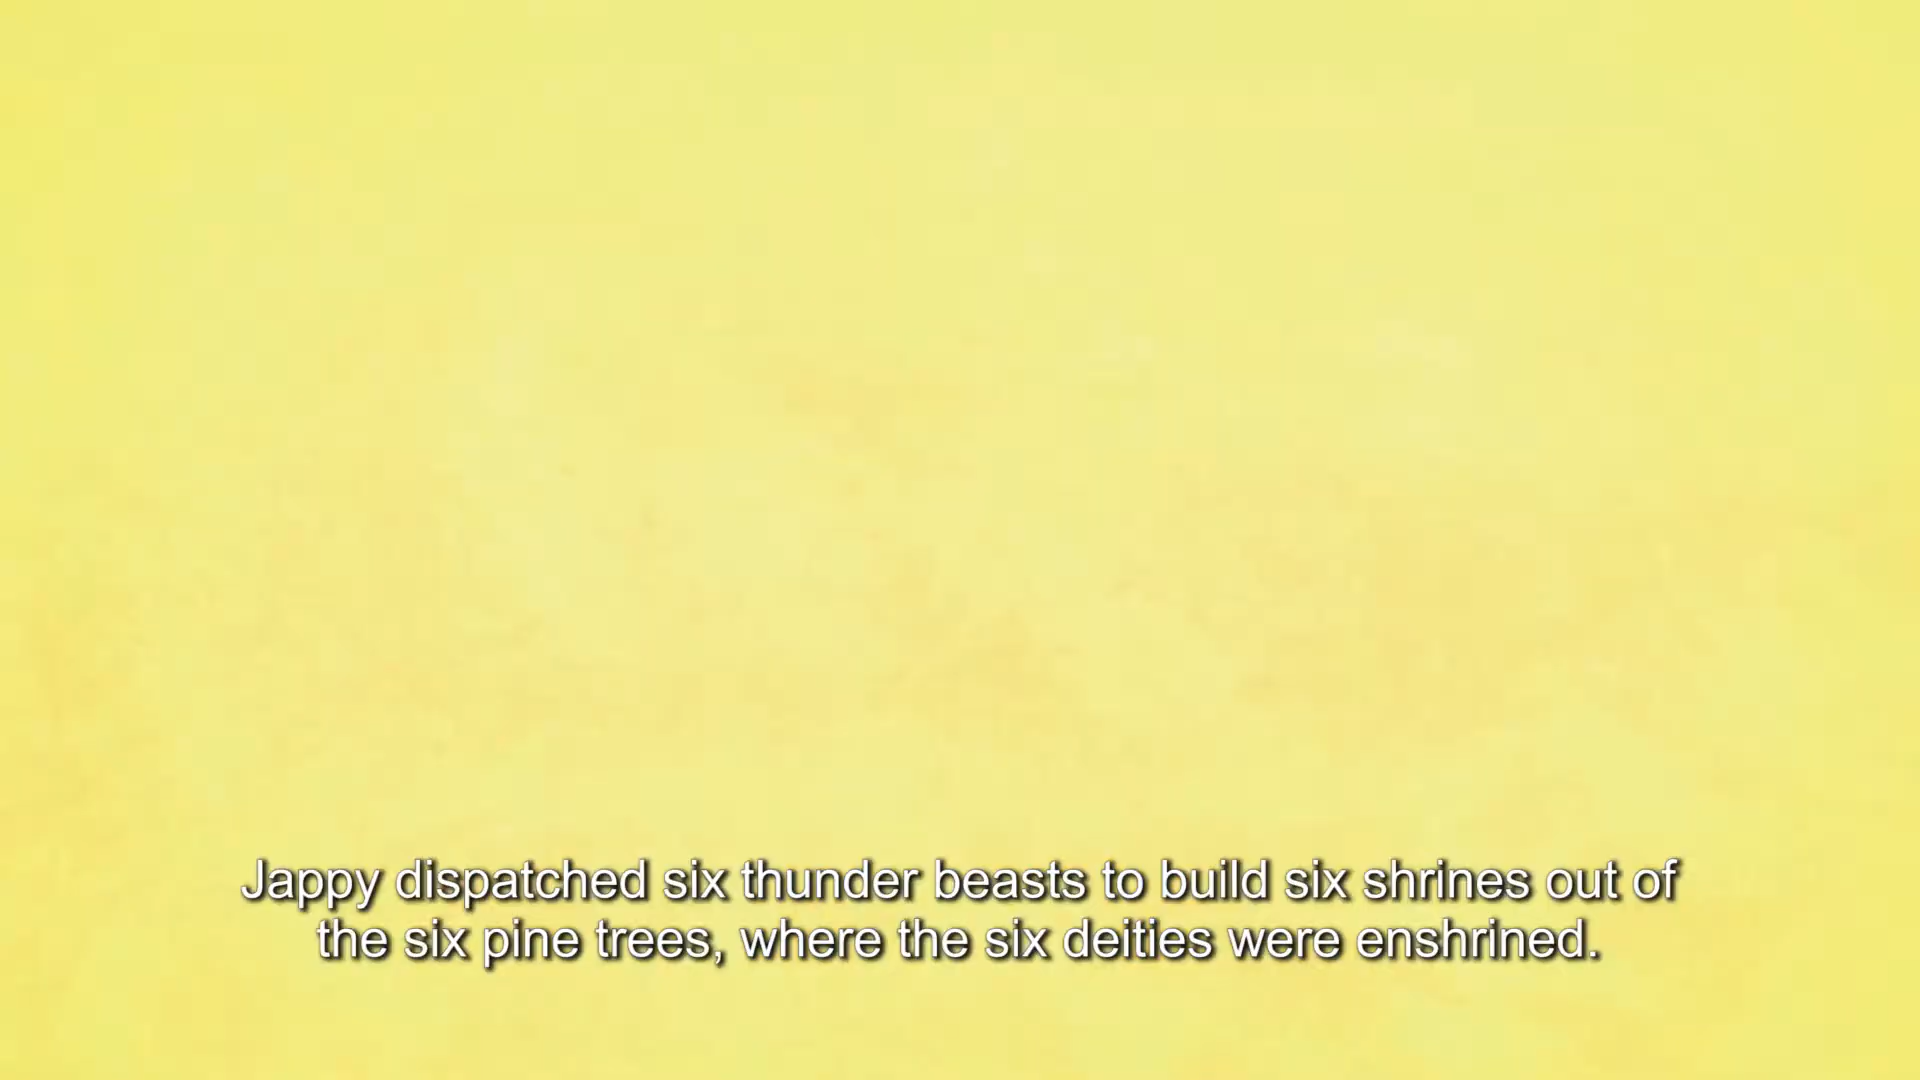 Jappy dispatched six thunder beasts to build six shrines out of
the six pine trees, where the six deities were enshrined.